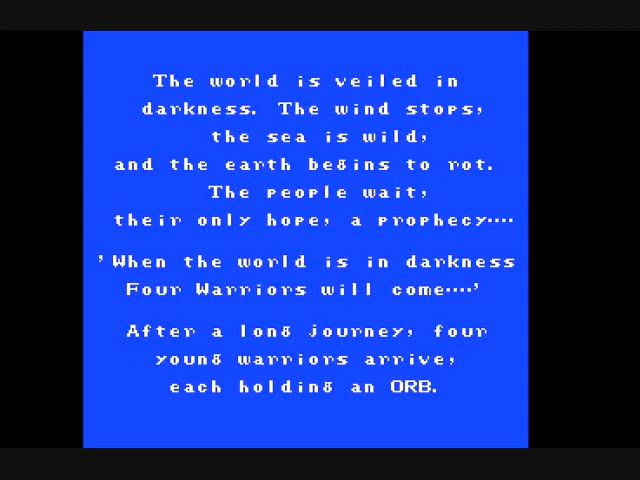 The world is veiled in
darkness. The wind stops,
the sea is wild,
and the earth begins to rot.
The people wait,
their only hope, a prophecy....
'When the world is in darkness
Four Warriors will come....'
After a long journey, four
young warriors arrive,
each holding an ORB.